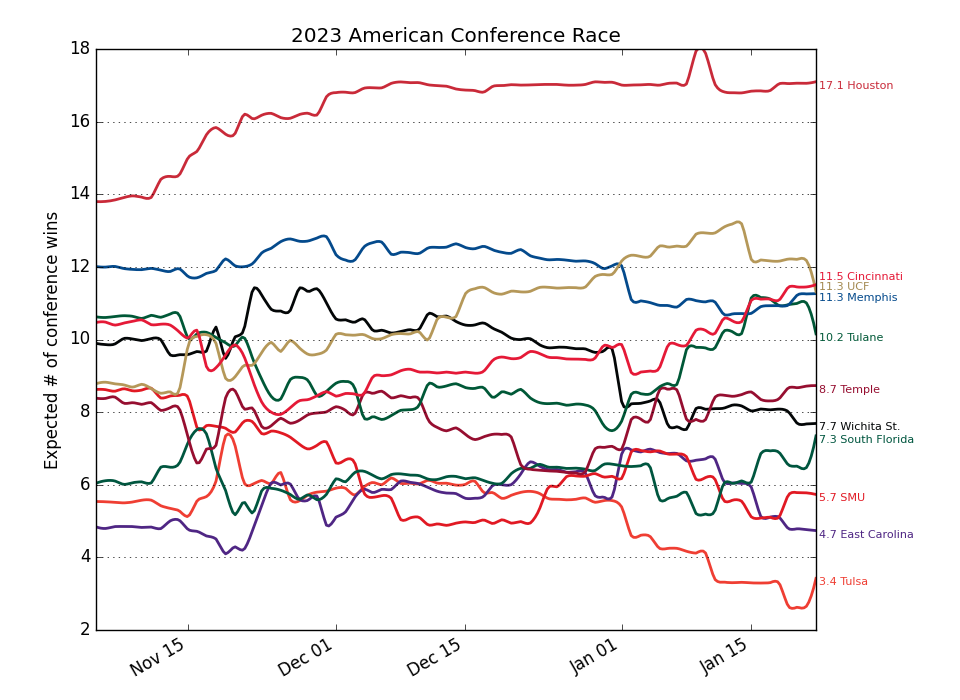 2023 American Conference Race
Expected # of conference wins
18
16
14
12
10
8
6
4
2
17.1 Houston
11.5 Cincinnati
11.3 UCF
11.3 Memphis
10.2 Tulane
8.7 Temple
7.7 Wichita St.
7.3 South Florida
5.7 SMU
4.7 East Carolina
3.4 Tulsa
Nov 15
Dec 01
Dec 15
Jan 01
Jan 15